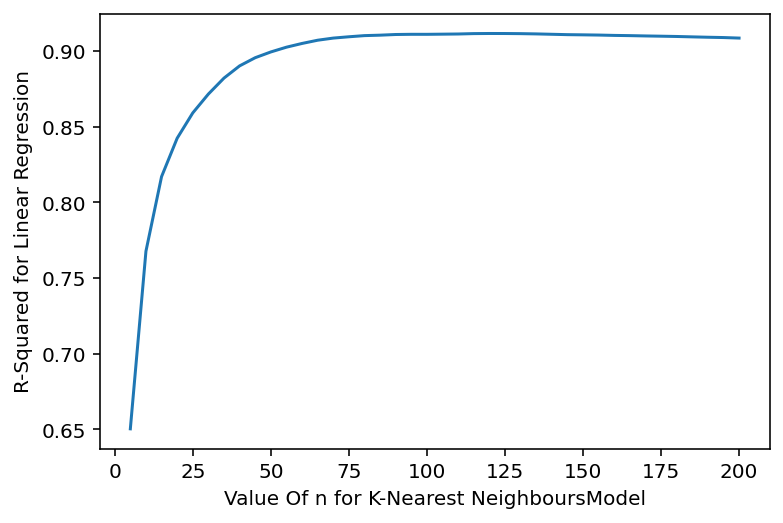 0.90
0.85
0.80
0.75
0.70
0.65
R-Squared for Linear Regression
0 25 50 75 100 125 150 175 200
Value Of n for K-Nearest NeighboursModel